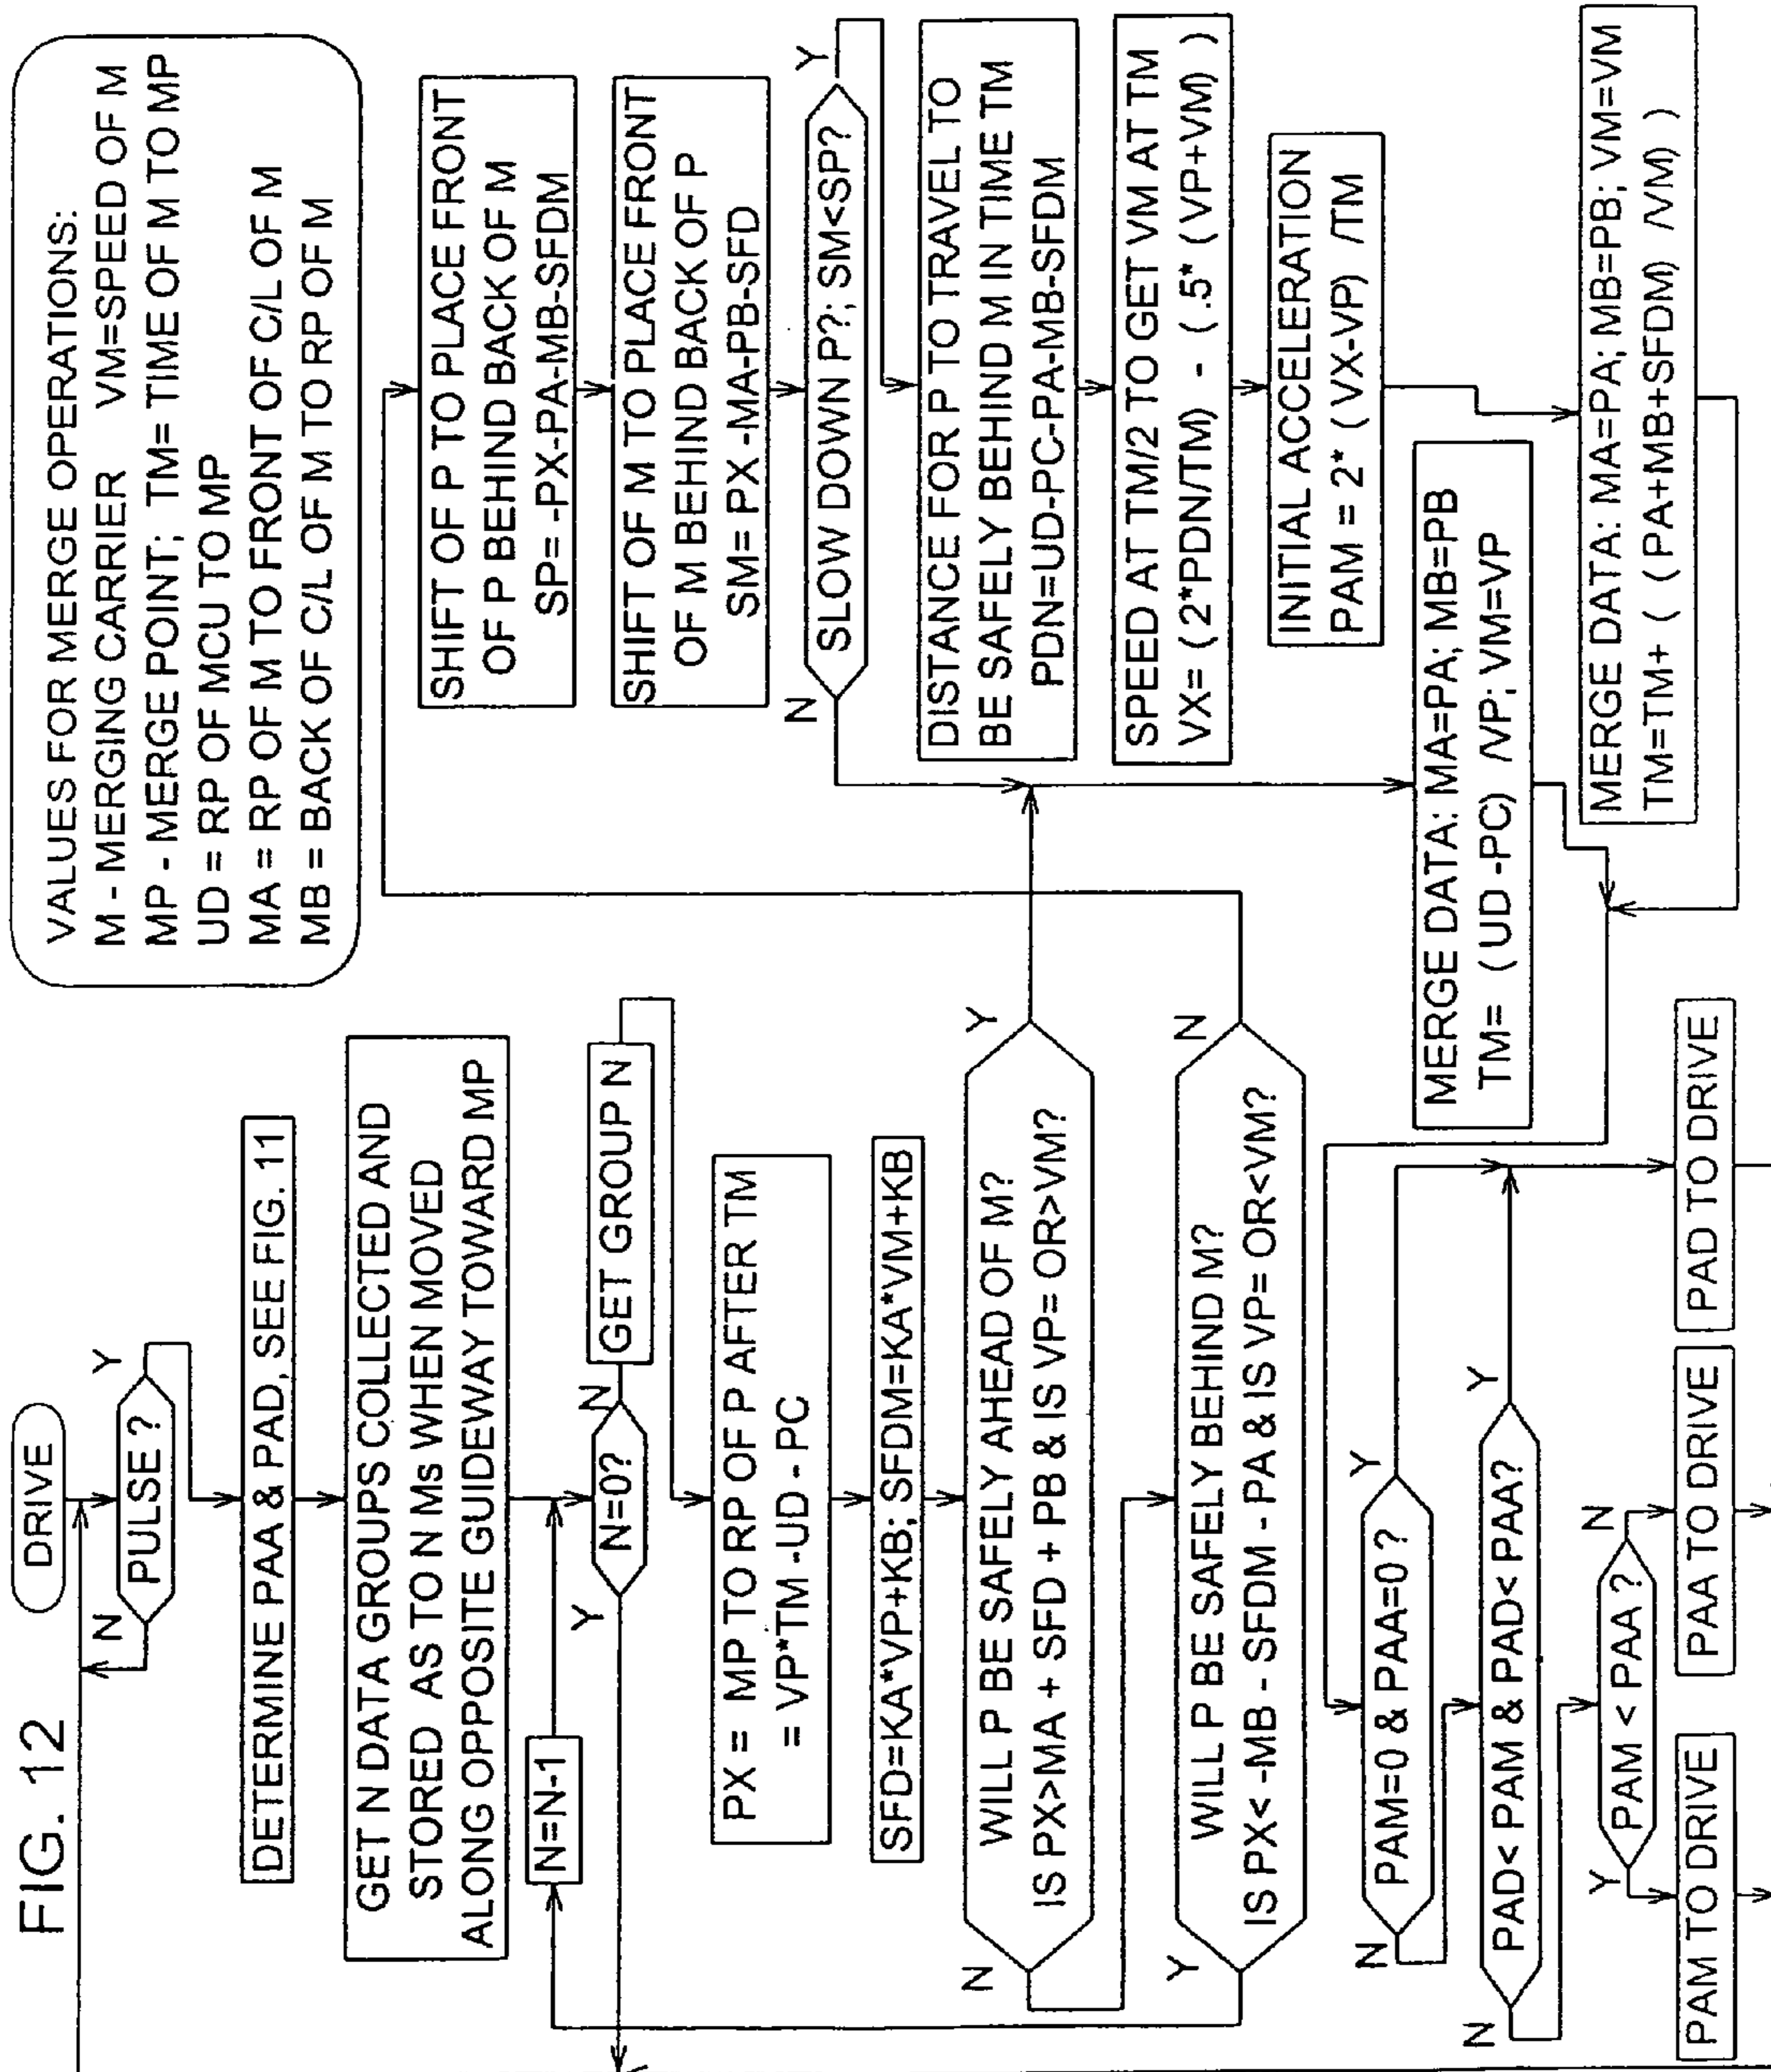 FIG. 12
DRIVE
PULSE ?
N
Y
DETERMINE PAA & PAD, SEE FIG. 11
GET N DATA GROUPS COLLECTED AND
STORED AS TO N Ms WHEN MOVED
ALONG OPPOSITE GUIDEWAY TOWARD MP
N=N-1
N=0?
Y
N
GET GROUP N
PX = MP TO RP OF P AFTER TM
= VP*TM -UD - PC
SFD=KA*VP+KB; SFDM=KA*VM+KB
WILL P BE SAFELY AHEAD OF M?
IS PX>MA + SFD + PB & IS VP= OR>VM?
N
Y
WILL P BE SAFELY BEHIND M?
IS PX< -MB - SFDM - PA & IS VP= OR<VM?
Y
N
PAM=0 & PAA=0 ?
N
Y
PAD< PAM & PAD< PAA?
N
Y
PAM < PAA ?
Y
N
PAM TO DRIVE
PAA TO DRIVE
PAD TO DRIVE
VALUES FOR MERGE OPERATIONS:
M - MERGING CARRIER VM=SPEED OF M
MP - MERGE POINT; TM= TIME OF M TO MP
UD = RP OF MCU TO MP
MA = RP OF M TO FRONT OF C/L OF M
MB = BACK OF C/L OF M TO RP OF M
SHIFT OF P TO PLACE FRONT
OF P BEHIND BACK OF M
SP= -PX-PA-MB-SFDM
SHIFT OF M TO PLACE FRONT
OF M BEHIND BACK OF P
SM= PX -MA-PB-SFD
SLOW DOWN P?; SM<SP?
N
Y
DISTANCE FOR P TO TRAVEL TO
BE SAFELY BEHIND M IN TIME TM
PDN=UD-PC-PA-MB-SFDM
SPEED AT TM/2 TO GET VM AT TM
VX= (2*PDN/TM) - (.5* (VP+VM) )
INITIAL ACCELERATION
PAM = 2* (VX-VP) /TM
MERGE DATA: MA=PA; MB=PB
TM= (UD -PC) /VP; VM=VP
MERGE DATA: MA=PA; MB=PB; VM=VM
TM=TM+ ( (PA+MB+SFDM) /VM) )